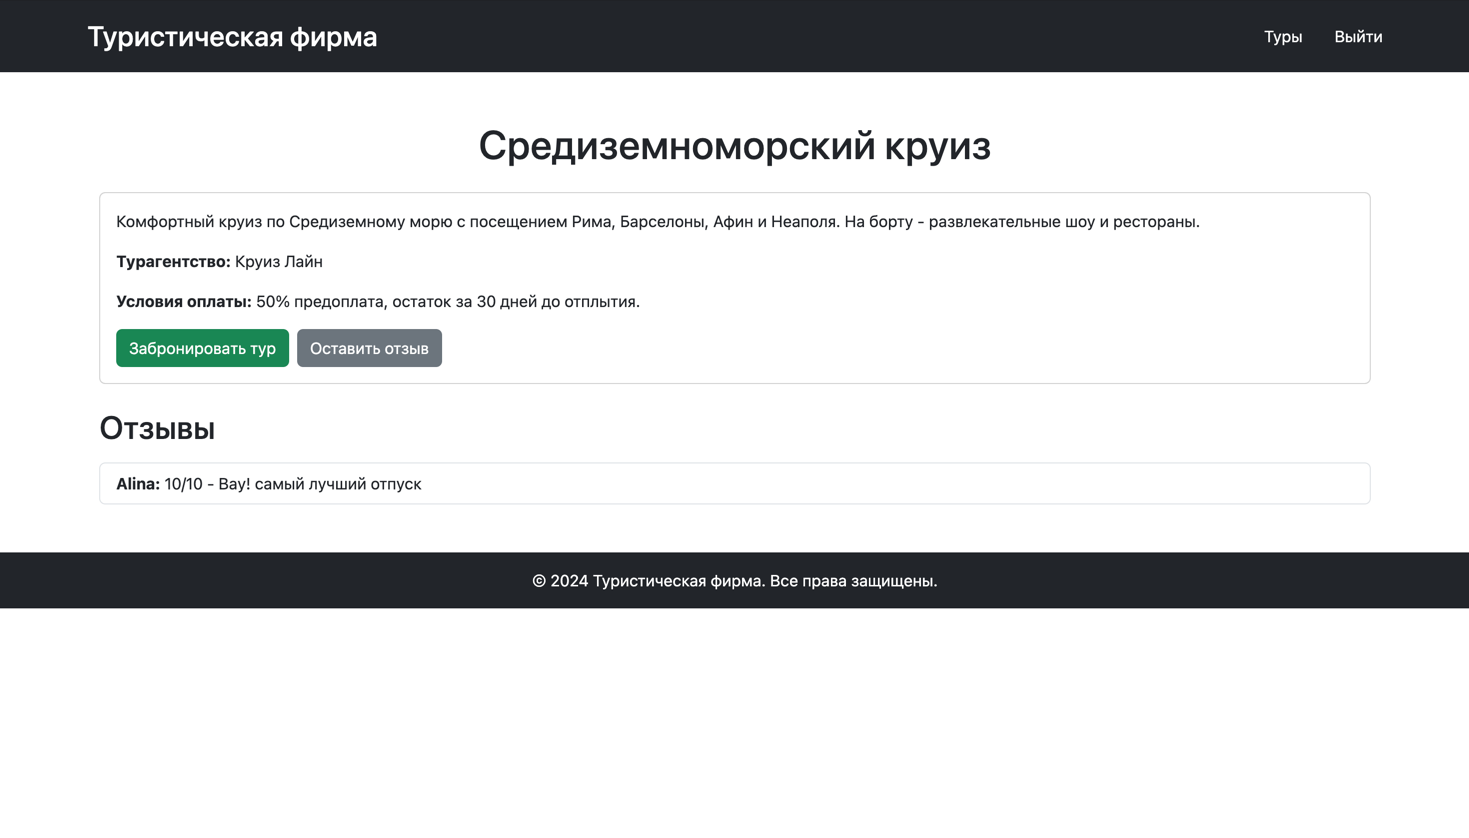 Туристическая фирма
Туры
Выйти
Средиземноморский круиз
Комфортный круиз по Средиземному морю с посещением Рима, Барселоны, Афин и Неаполя. На борту - развлекательные шоу и рестораны.
Турагентство: Круиз Лайн
Условия оплаты: 50% предоплата, остаток за 30 дней до отплытия.
Забронировать тур
Оставить отзыв
Отзывы
Alina: 10/10 - Вау! самый лучший отпуск
© 2024 Туристическая фирма. Все права защищены.